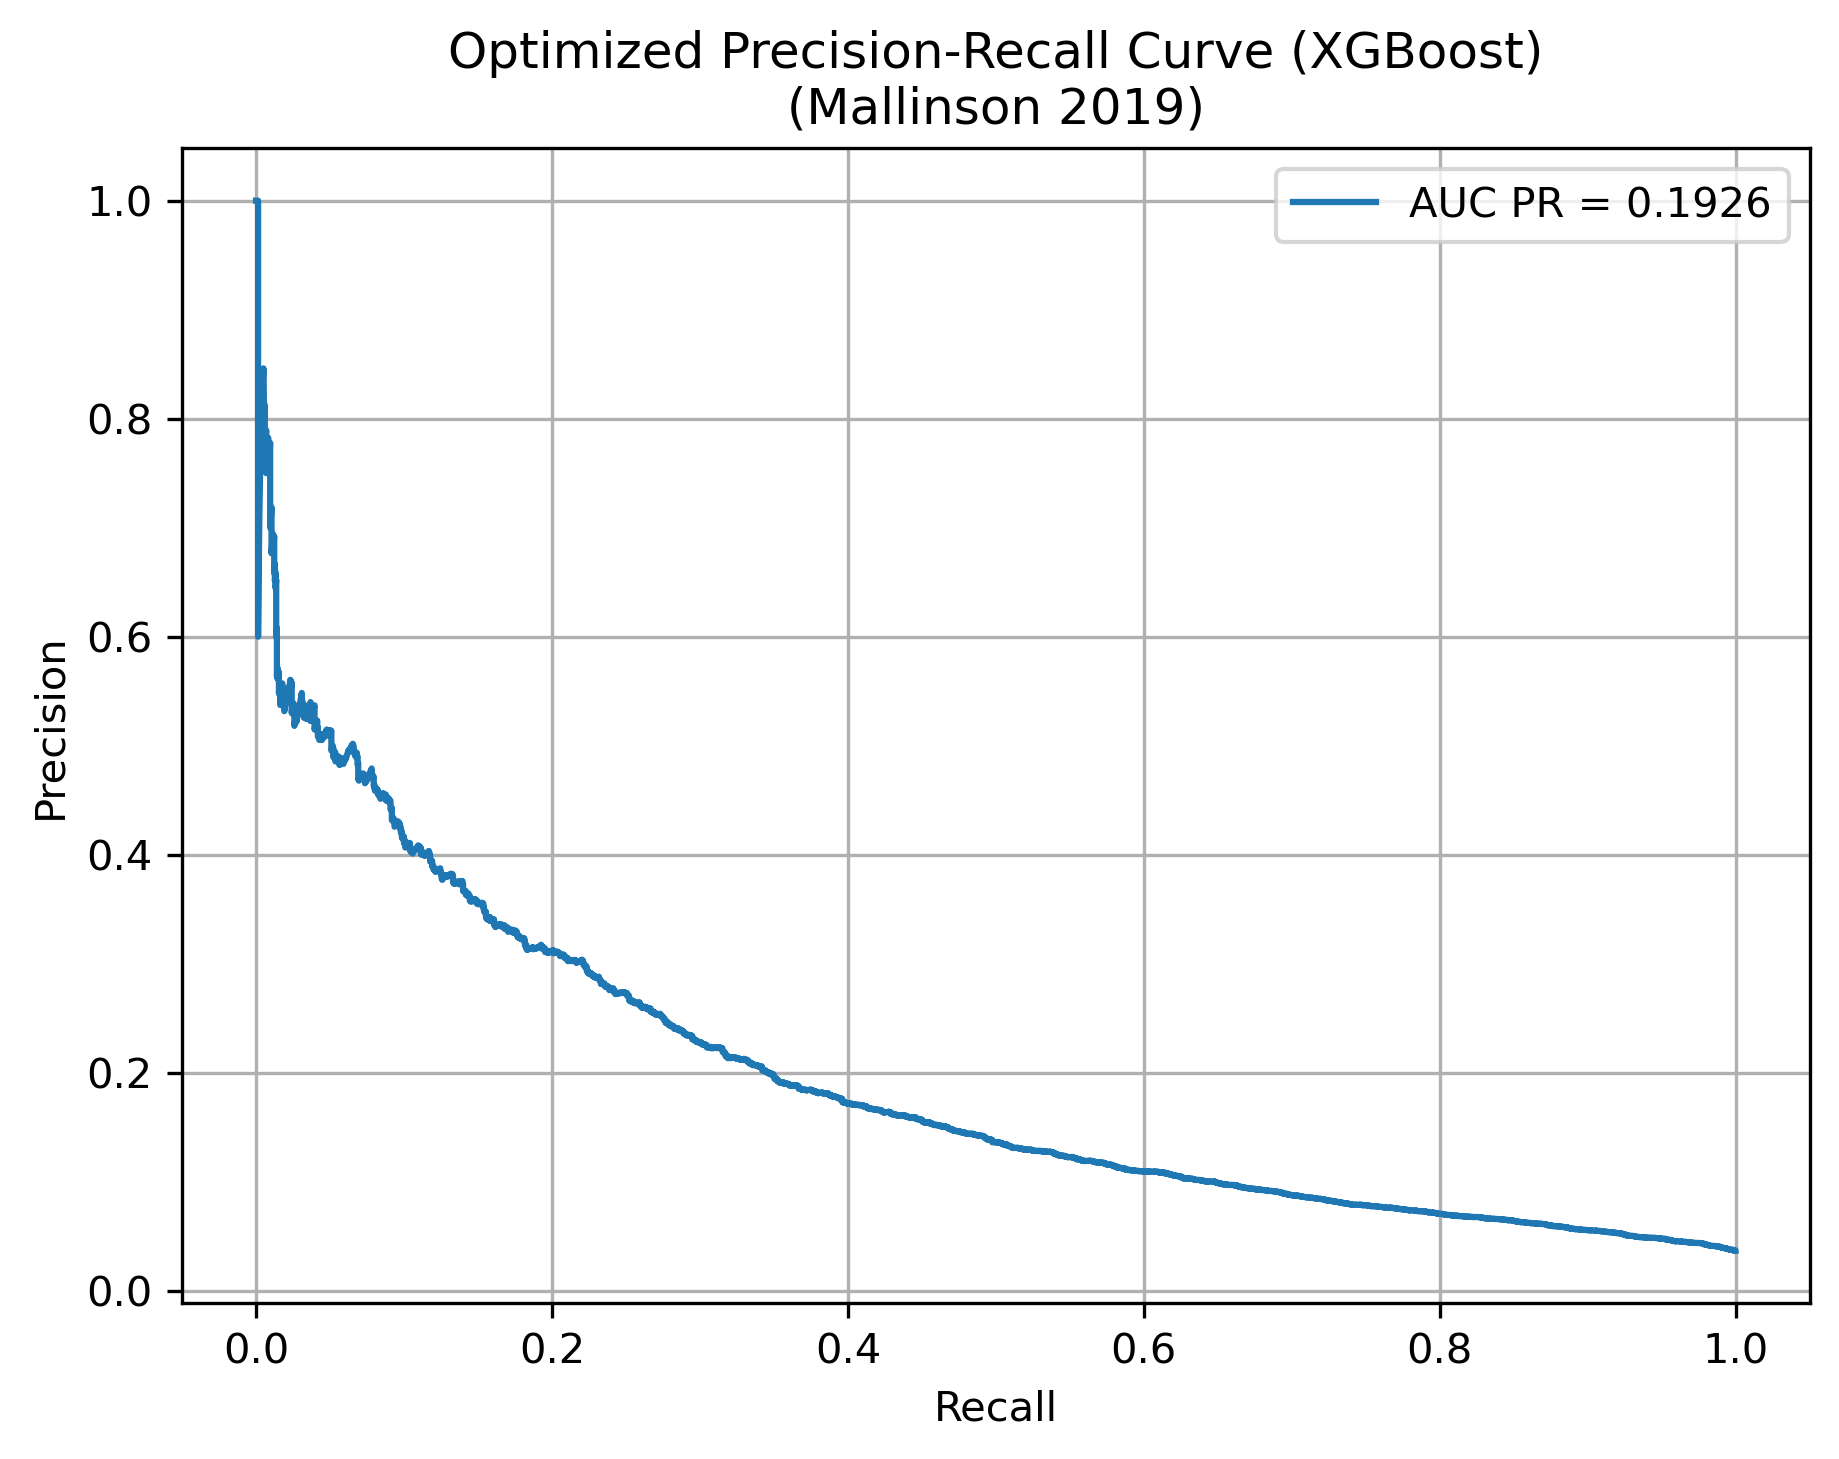 Optimized Precision-Recall Curve (XGBoost)
(Mallinson 2019)
AUC PR = 0.1926
Precision
1.0
0.8
0.6
0.4
0.2
0.0
0.0 0.2 0.4 0.6 0.8 1.0
Recall